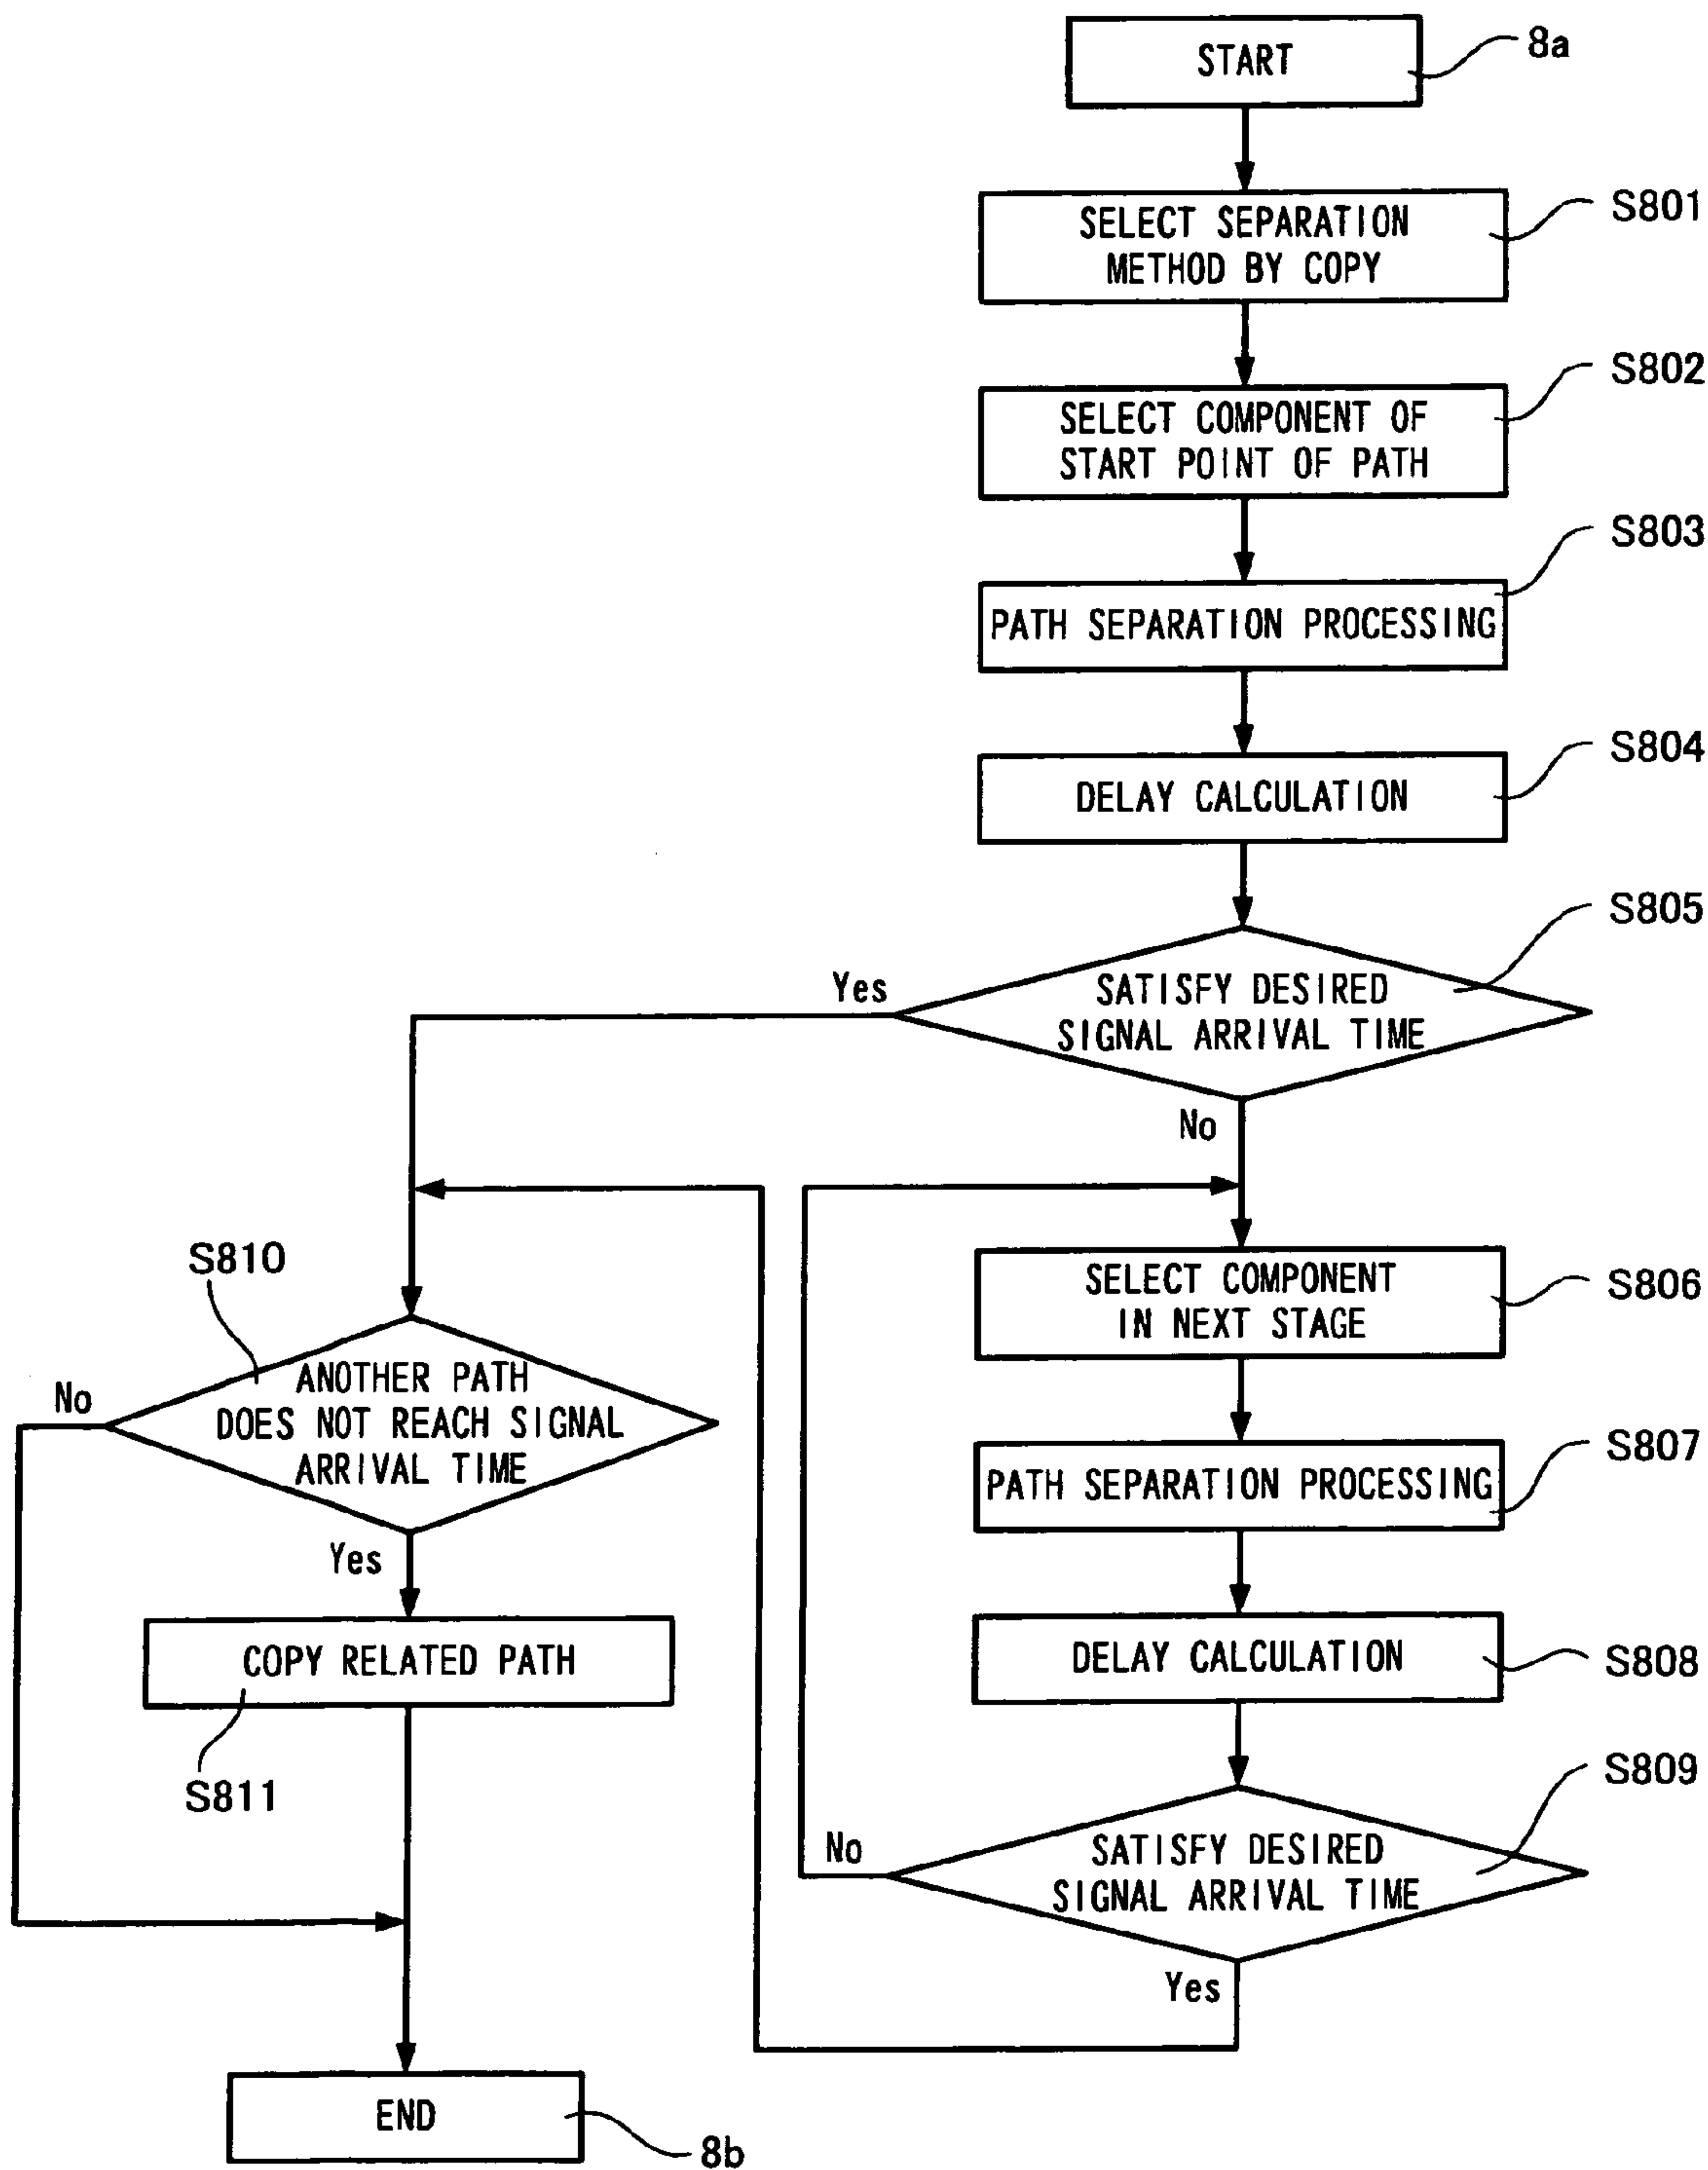 START
8a
SELECT SEPARATION
METHOD BY COPY
S801
SELECT COMPONENT OF
START POINT OF PATH
S802
PATH SEPARATION PROCESSING
S803
DELAY CALCULATION
S804
SATISFY DESIRED
SIGNAL ARRIVAL TIME
S805
Yes
No
SELECT COMPONENT
IN NEXT STAGE
S806
PATH SEPARATION PROCESSING
S807
DELAY CALCULATION
S808
SATISFY DESIRED
SIGNAL ARRIVAL TIME
S809
No
Yes
S810
ANOTHER PATH
DOES NOT REACH SIGNAL
ARRIVAL TIME
No
Yes
COPY RELATED PATH
S811
END
8b